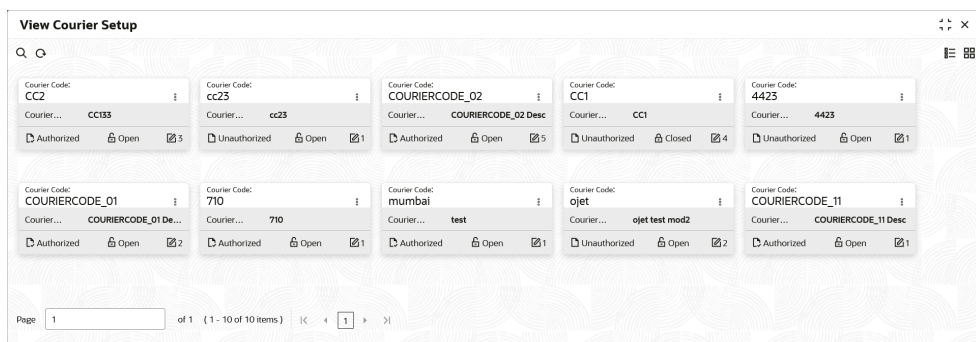 View Courier Setup
Courier Code: Courier Code: Courier Code: Courier Code: Courier Code:
CC2 cc23 COURIERCODE_02 CC1 4423
Courier... CC133 Courier... cc23 Courier... COURIERCODE_02 Desc Courier... CC1 Courier... 4423
Authorized Open 3 Unauthorized Open 1 Authorized Open 5 Unauthorized Closed 4 Unauthorized Open 1
Courier Code: Courier Code: Courier Code: Courier Code: Courier Code:
COURIERCODE_01 710 mumbai ojet COURIERCODE_11
Courier... COURIERCODE_01 De... Courier... 710 Courier... test Courier... ojet test mod2 Courier... COURIERCODE_11 Desc
Authorized Open 2 Authorized Open 1 Authorized Open 1 Unauthorized Open 2 Authorized Open 1
Page 1 of 1 (1 - 10 of 10 items) 1